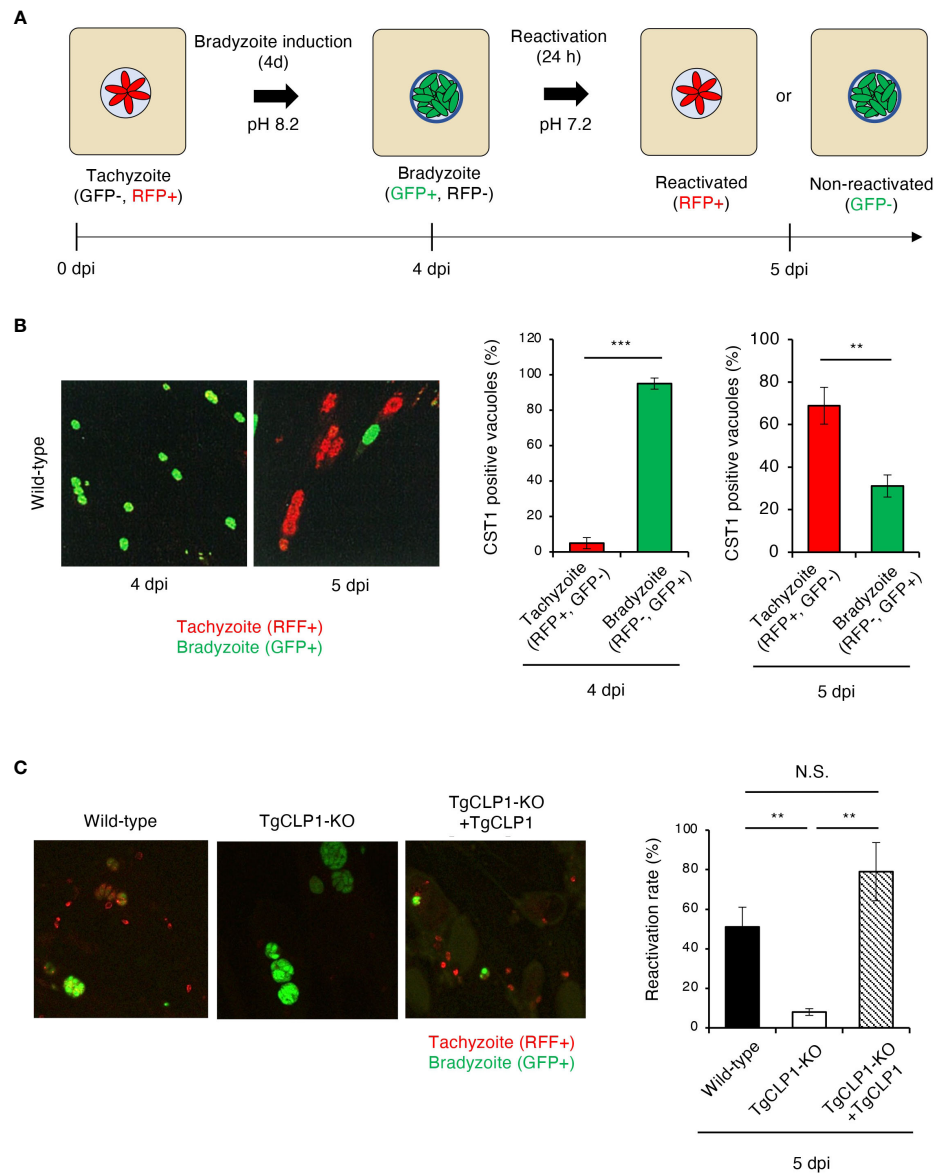 A
Bradyzoite induction
(4d)
pH 8.2
Reactivation
(24 h)
pH 7.2
or
Tachyzoite
(GFP-, RFP+)
Bradyzoite
(GFP+, RFP-)
Reactivated
(RFP+)
Non-reactivated
(GFP-)
0 dpi
4 dpi
5 dpi
B
Wild-type
4 dpi
5 dpi
Tachyzoite (RFF+)
Bradyzoite (GFP+)
CST1 positive vacuoles (%)
120
100
80
60
40
20
0
***
Tachyzoite
(RFP+, GFP-)
Bradyzoite
(RFP-, GFP+)
4 dpi
CST1 positive vacuoles (%)
100
80
60
40
20
0
**
Tachyzoite
(RFP+, GFP-)
Bradyzoite
(RFP-, GFP+)
5 dpi
C
Wild-type
TgCLP1-KO
TgCLP1-KO
+TgCLP1
Tachyzoite (RFF+)
Bradyzoite (GFP+)
Reactivation rate (%)
100
80
60
40
20
0
N.S.
**
**
Wild-type
TgCLP1-KO
TgCLP1-KO
+TgCLP1
5 dpi